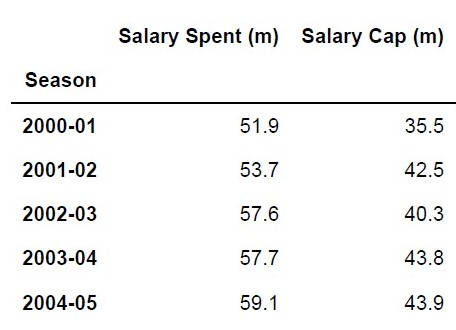 Salary Spent (m) Salary Cap (m)
Season
2000-01 51.9 35.5
2001-02 53.7 42.5
2002-03 57.6 40.3
2003-04 57.7 43.8
2004-05 59.1 43.9